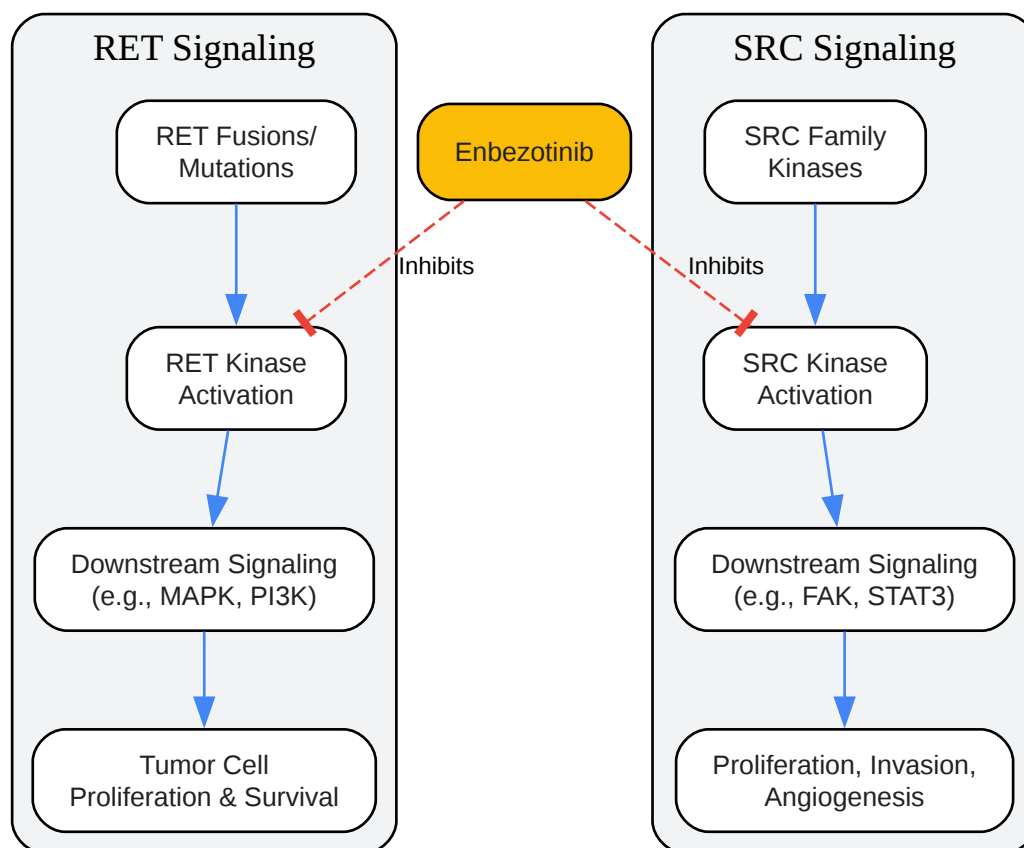 RET Signaling
RET Fusions/
Mutations
RET Kinase
Activation
Downstream Signaling
(e.g., MAPK, PI3K)
Tumor Cell
Proliferation & Survival
Enbezotinib
Inhibits
Inhibits
SRC Signaling
SRC Family
Kinases
SRC Kinase
Activation
Downstream Signaling
(e.g., FAK, STAT3)
Proliferation, Invasion,
Angiogenesis